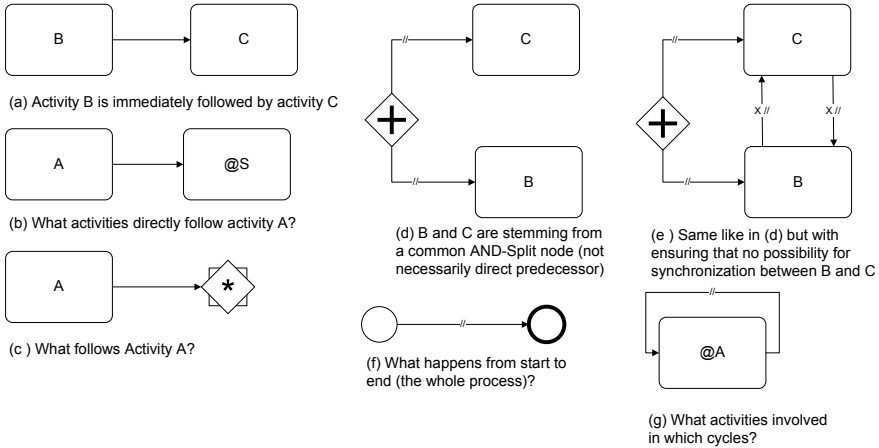 B
C
(a) Activity B is immediately followed by activity C
A
@S
(b) What activities directly follow activity A?
A
*
(c ) What follows Activity A?
//
C
//
B
(d) B and C are stemming from
a common AND-Split node (not
necessarily direct predecessor)
//
(f) What happens from start to
end (the whole process)?
//
C
X //
X //
//
B
(e ) Same like in (d) but with
ensuring that no possibility for
synchronization between B and C
//
@A
(g) What activities involved
in which cycles?